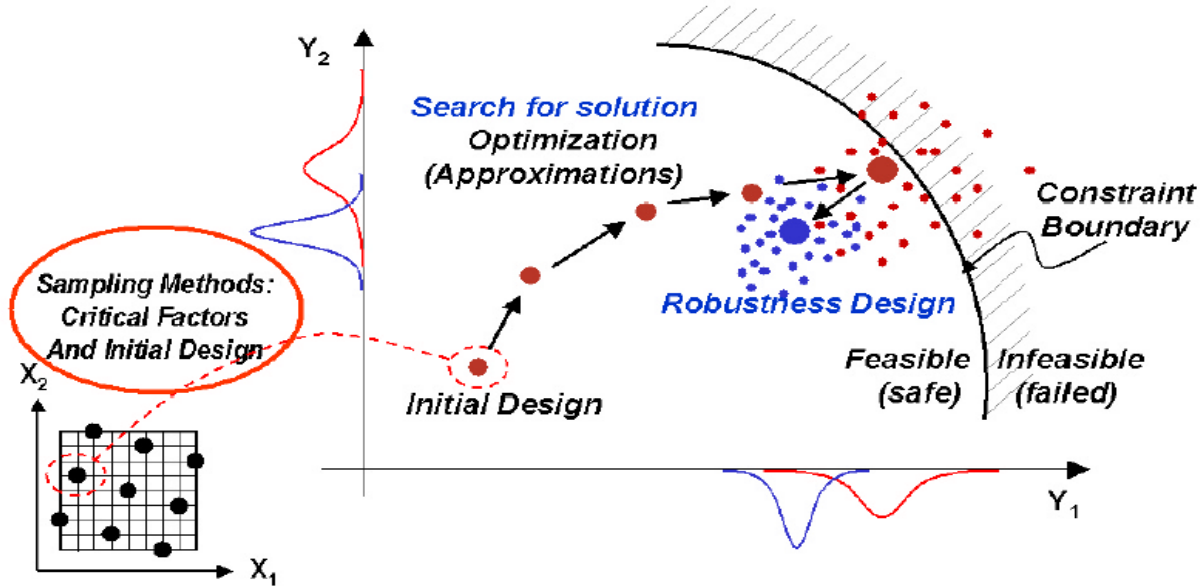 Y2
Search for solution
Optimization
(Approximations)
Constraint
Boundary
Sampling Methods:
Critical Factors
And Initial Design
Robustness Design
Feasible
(safe)
Infeasible
(failed)
Initial Design
X2
Y1
X1